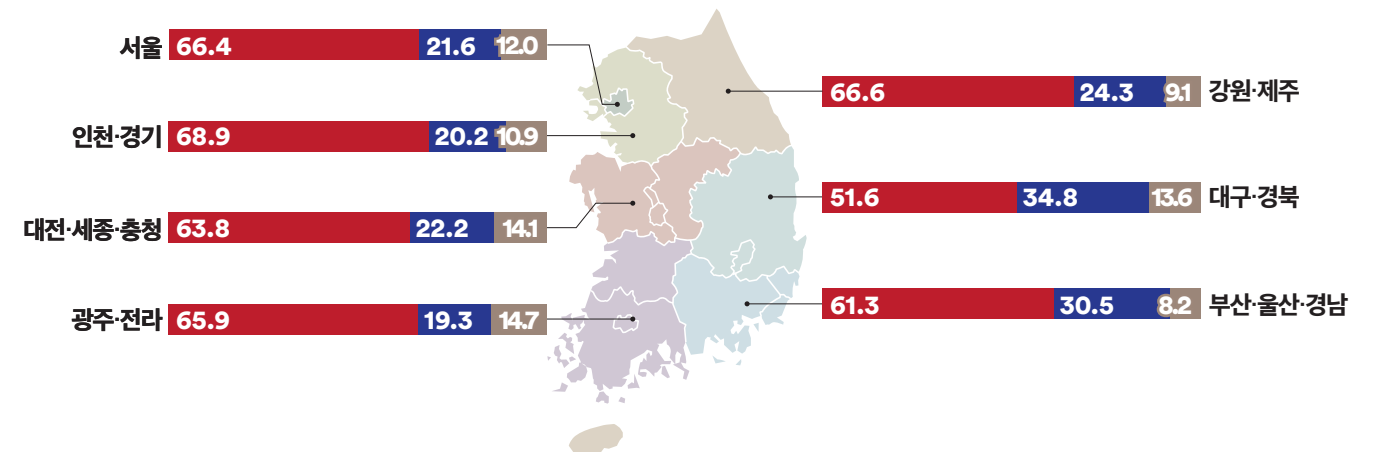 서울 66.4 21.6 12.0
인천·경기 68.9 20.2 10.9
대전·세종·충청 63.8 22.2 14.1
광주·전라 65.9 19.3 14.7
66.6 24.3 9.1 강원·제주
51.6 34.8 13.6 대구·경북
61.3 30.5 8.2 부산·울산·경남